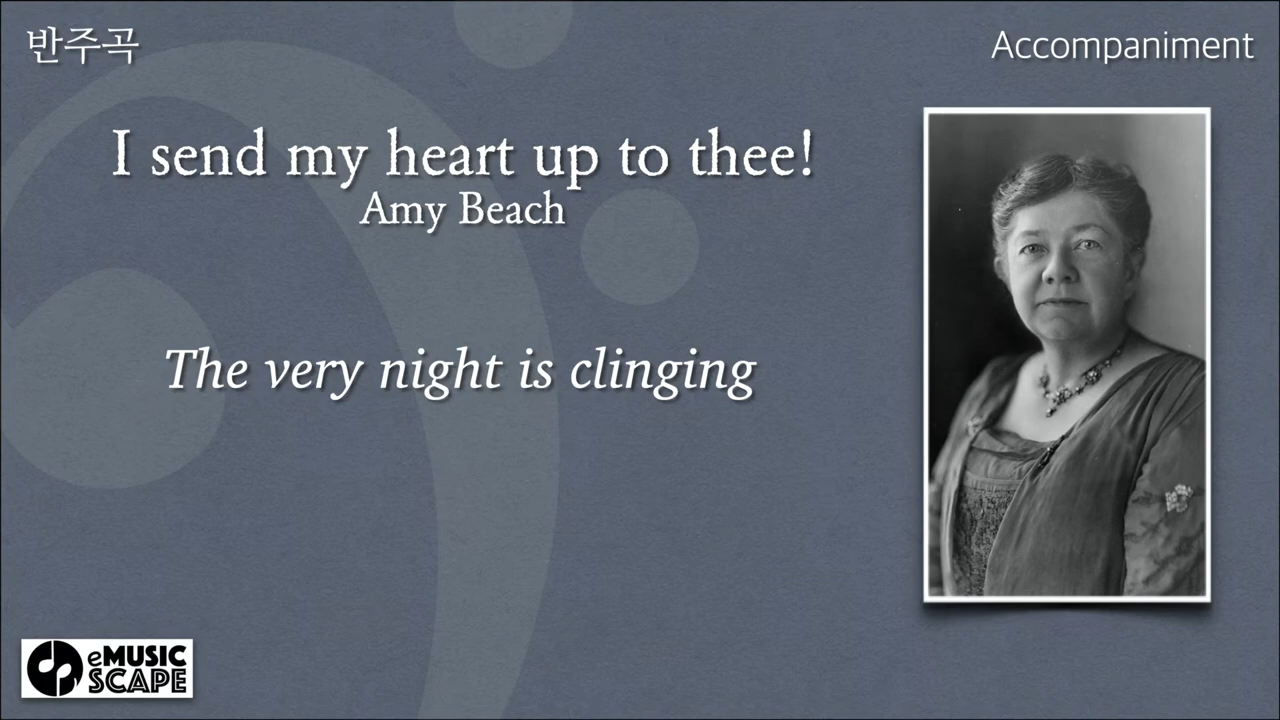 반주곡
Accompaniment
I send my heart up to thee!
Amy Beach
The very night is clinging
eMUSIC
SCAPE